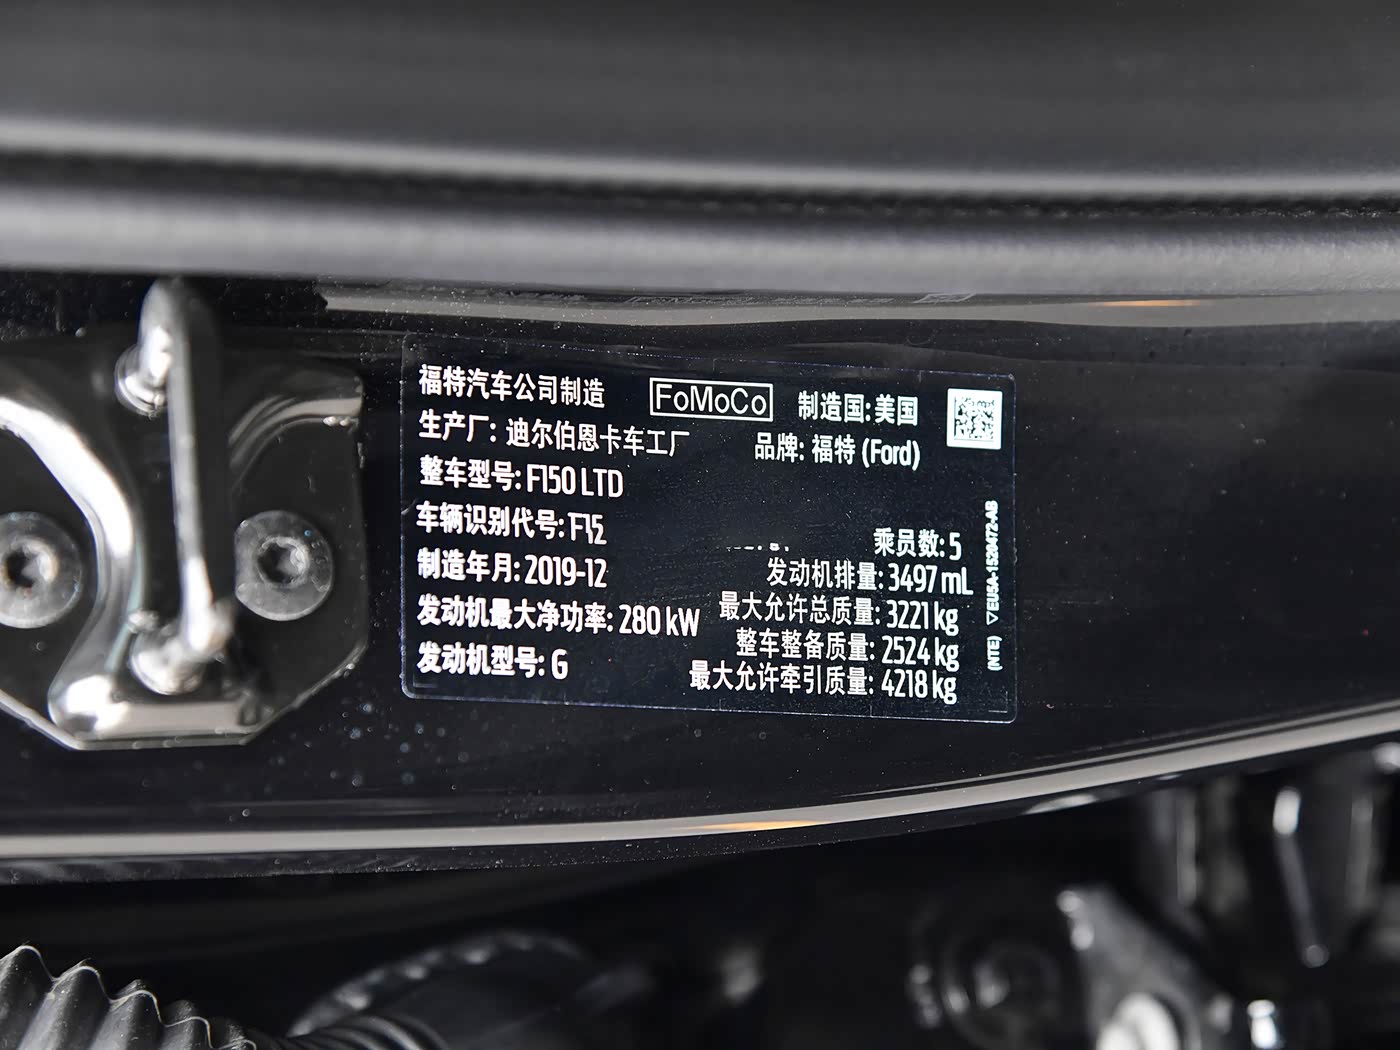 福特汽车公司制造 FoMoCo 制造国: 美国
生产厂: 迪尔伯恩卡车工厂 品牌: 福特 (Ford)
整车型号: F150 LTD
车辆识别代号:
乘员数: 5
制造年月: 2019-12 发动机排量: 3497 mL
发动机最大净功率: 280 kW 最大允许总质量: 3221 kg
整车整备质量: 2524 kg
发动机型号: G 最大允许牵引质量: 4218 kg
(NTE) ▽EU5A-1520472-AB